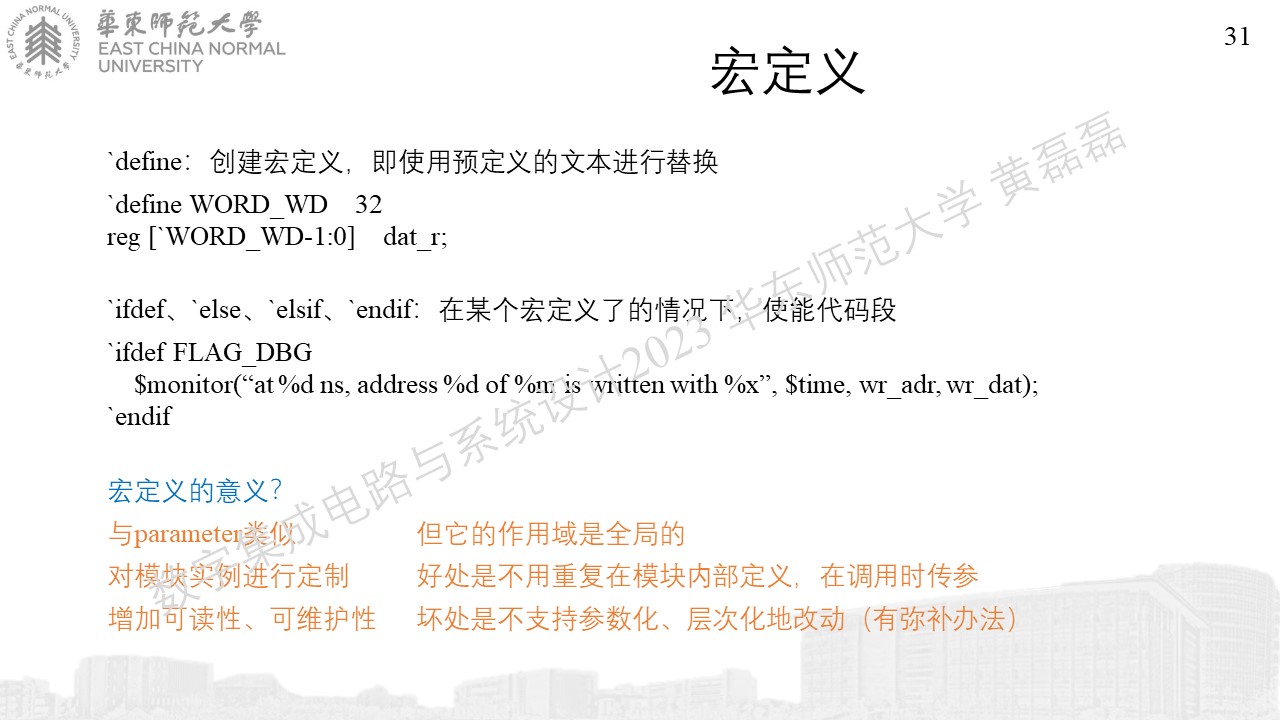 華東師範大學
EAST CHINA NORMAL
UNIVERSITY
EAST CHINA NORMAL UNIVERSITY
華東師範大學
31
宏定义
`define：创建宏定义，即使用预定义的文本进行替换
`define WORD_WD    32
reg [`WORD_WD-1:0]    dat_r;
`ifdef、`else、`elsif、`endif：在某个宏定义了的情况下，使能代码段
`ifdef FLAG_DBG
    $monitor(“at %d ns, address %d of %m is written with %x”, $time, wr_adr, wr_dat);
`endif
宏定义的意义？
与parameter类似    但它的作用域是全局的
对模块实例进行定制    好处是不用重复在模块内部定义，在调用时传参
增加可读性、可维护性    坏处是不支持参数化、层次化地改动（有弥补办法）
数字集成电路与系统设计2023 华东师范大学 黄磊磊